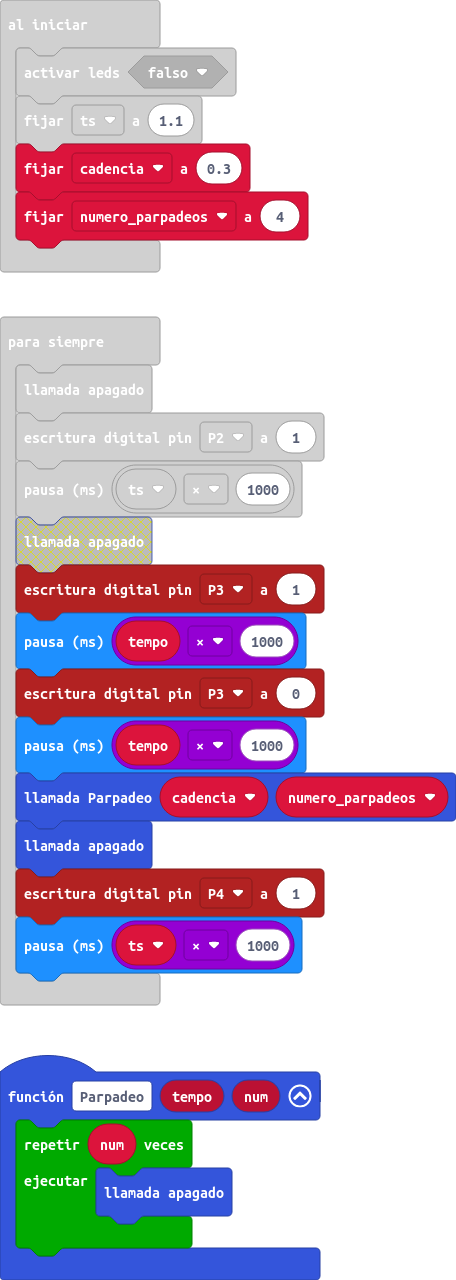 al iniciar
activar leds falso
fijar ts a 1.1
fijar cadencia a 0.3
fijar numero_parpadeos a 4
para siempre
llamada apagado
escritura digital pin P2 a 1
pausa (ms) ts × 1000
llamada apagado
escritura digital pin P3 a 1
pausa (ms) tempo × 1000
escritura digital pin P3 a 0
pausa (ms) tempo × 1000
llamada Parpadeo cadencia numero_parpadeos
llamada apagado
escritura digital pin P4 a 1
pausa (ms) ts × 1000
función Parpadeo tempo num
repetir num veces
ejecutar llamada apagado